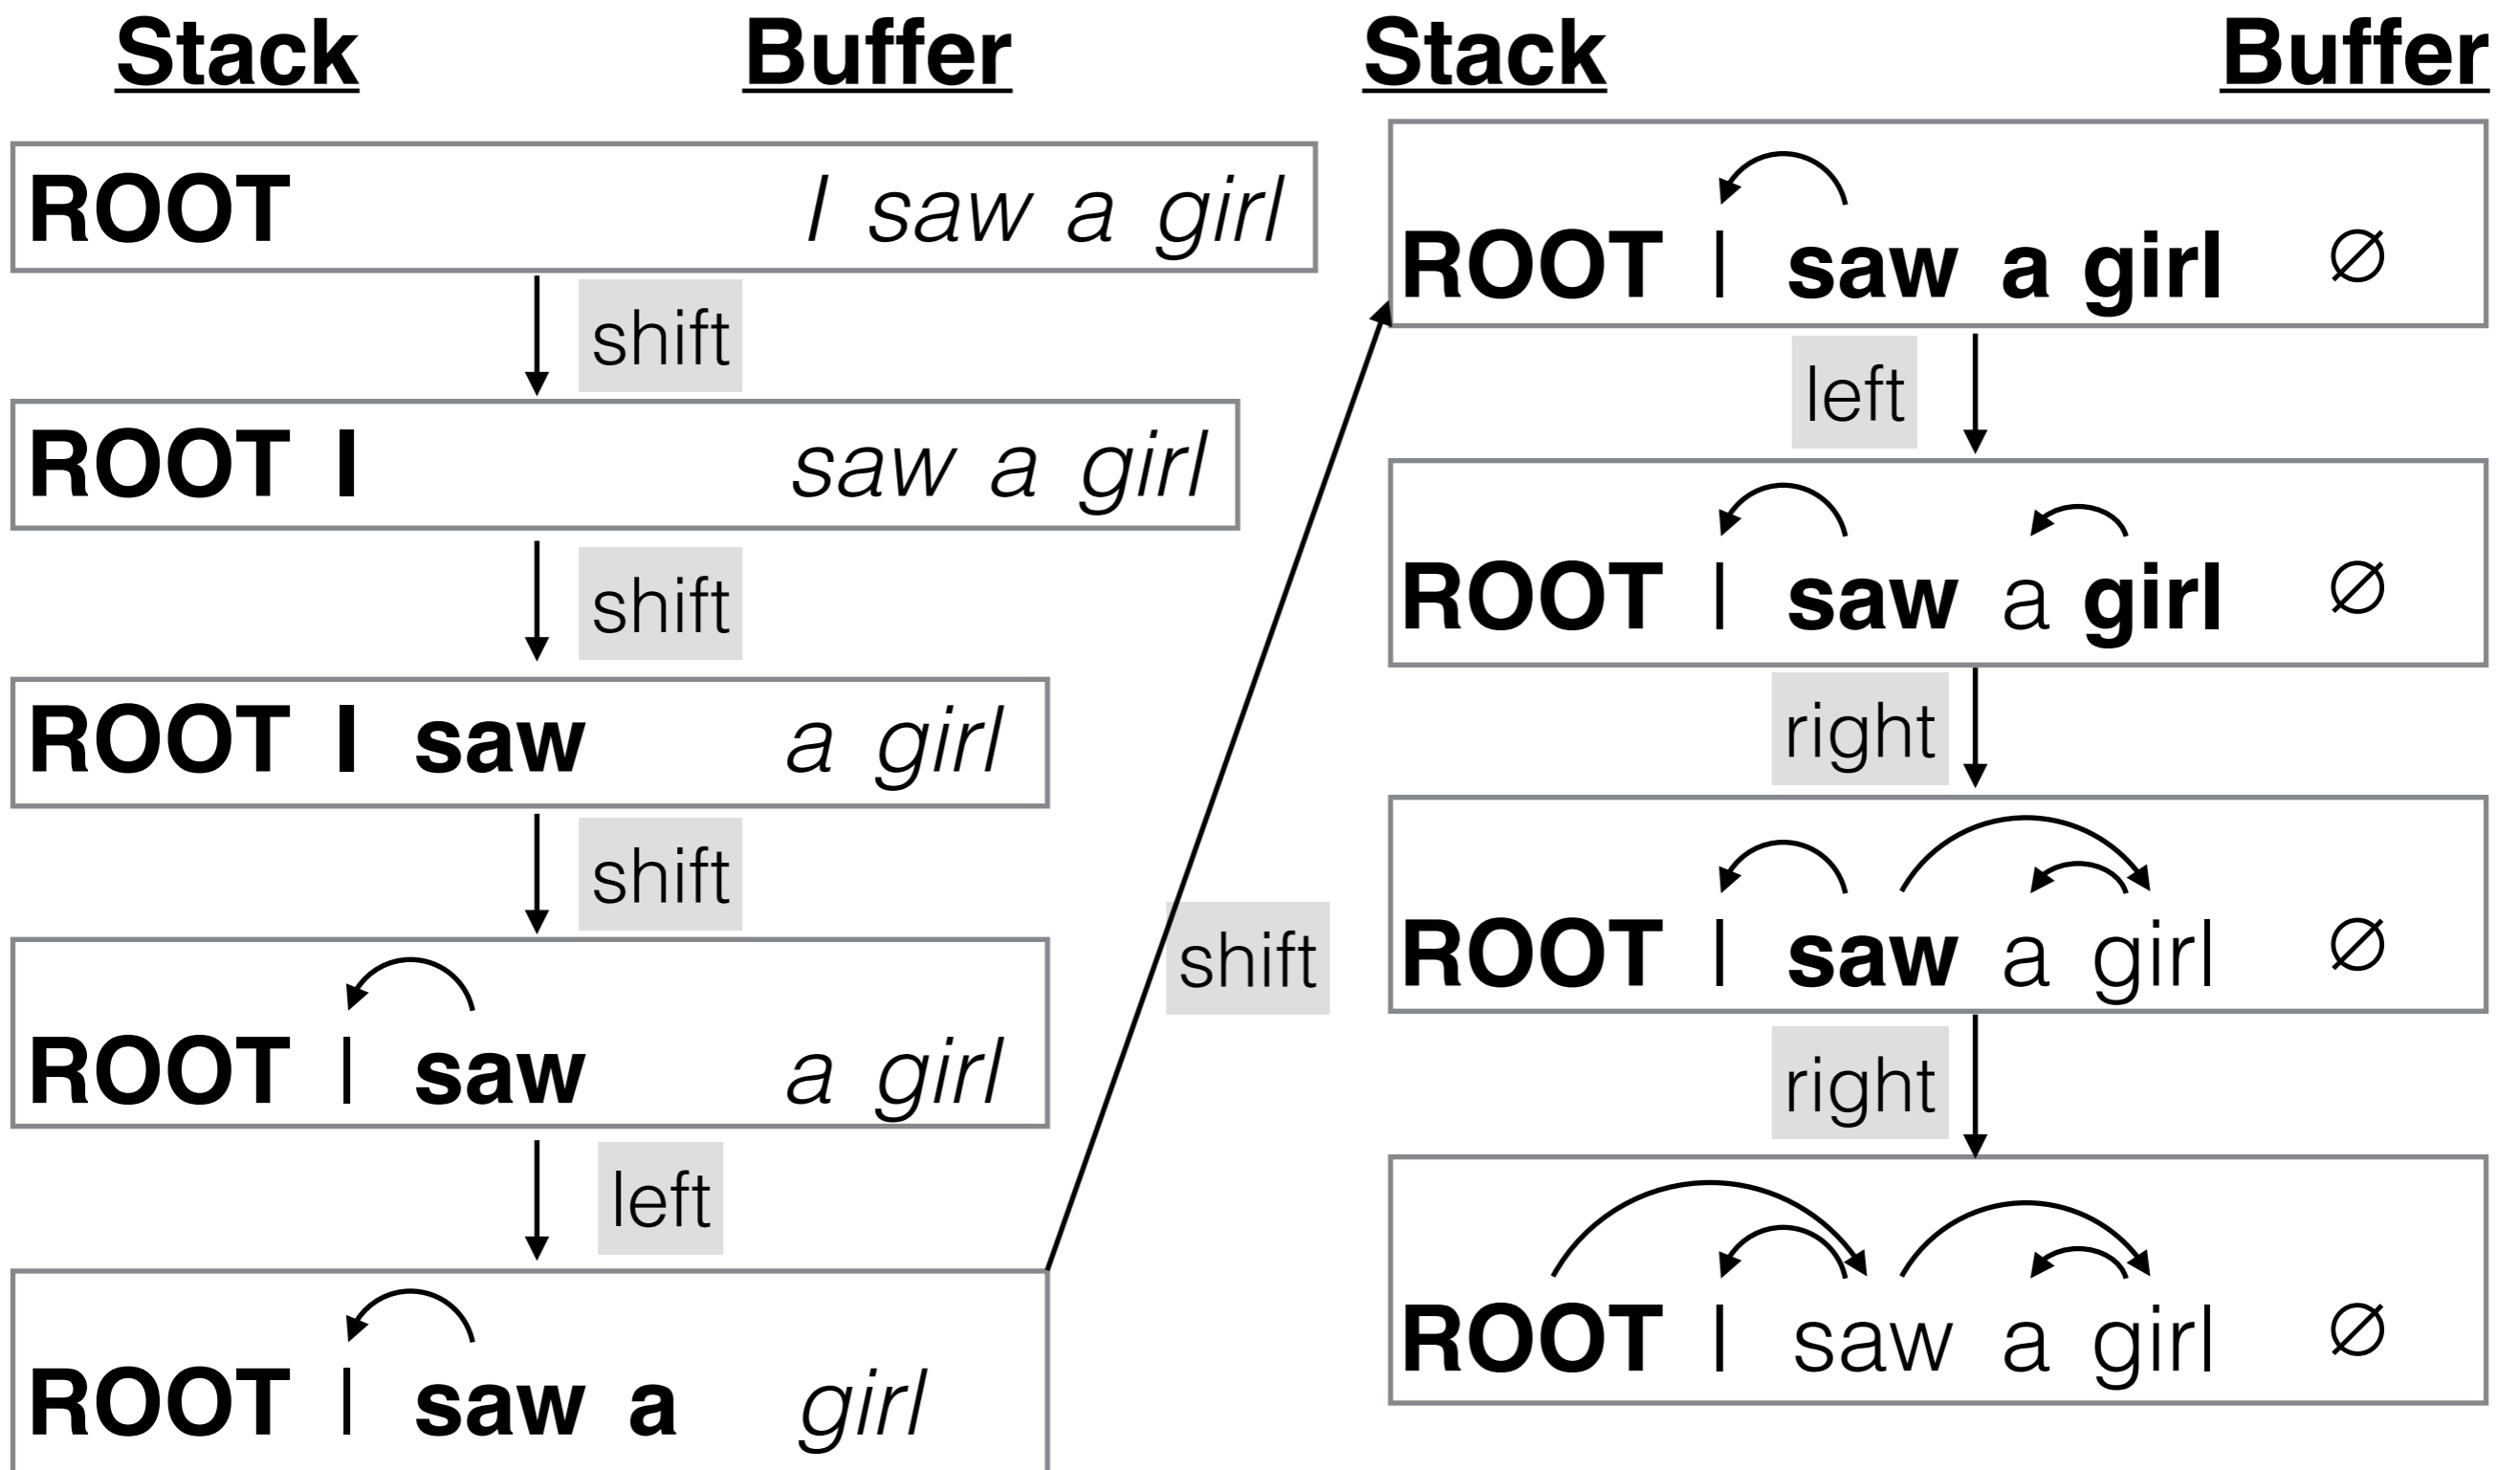 Stack Buffer
ROOT I saw a girl
shift
ROOT I saw a girl
shift
ROOT I saw a girl
shift
ROOT I saw a girl
left
ROOT I saw a girl
shift
Stack Buffer
ROOT I saw a girl ∅
left
ROOT I saw a girl ∅
right
ROOT I saw a girl ∅
right
ROOT I saw a girl ∅